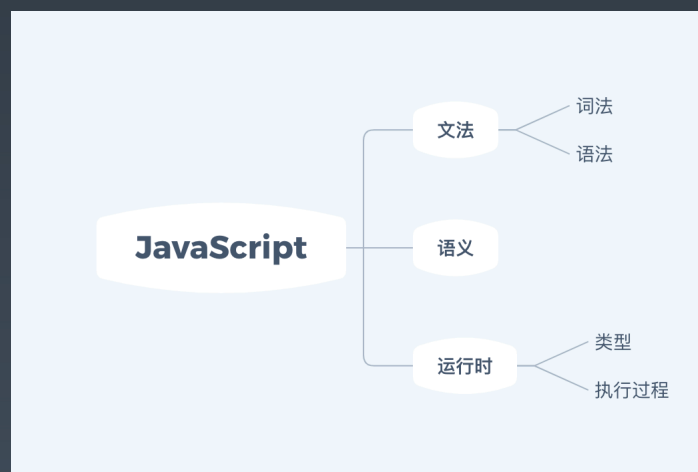 JavaScript
文法
词法
语法
语义
运行时
类型
执行过程